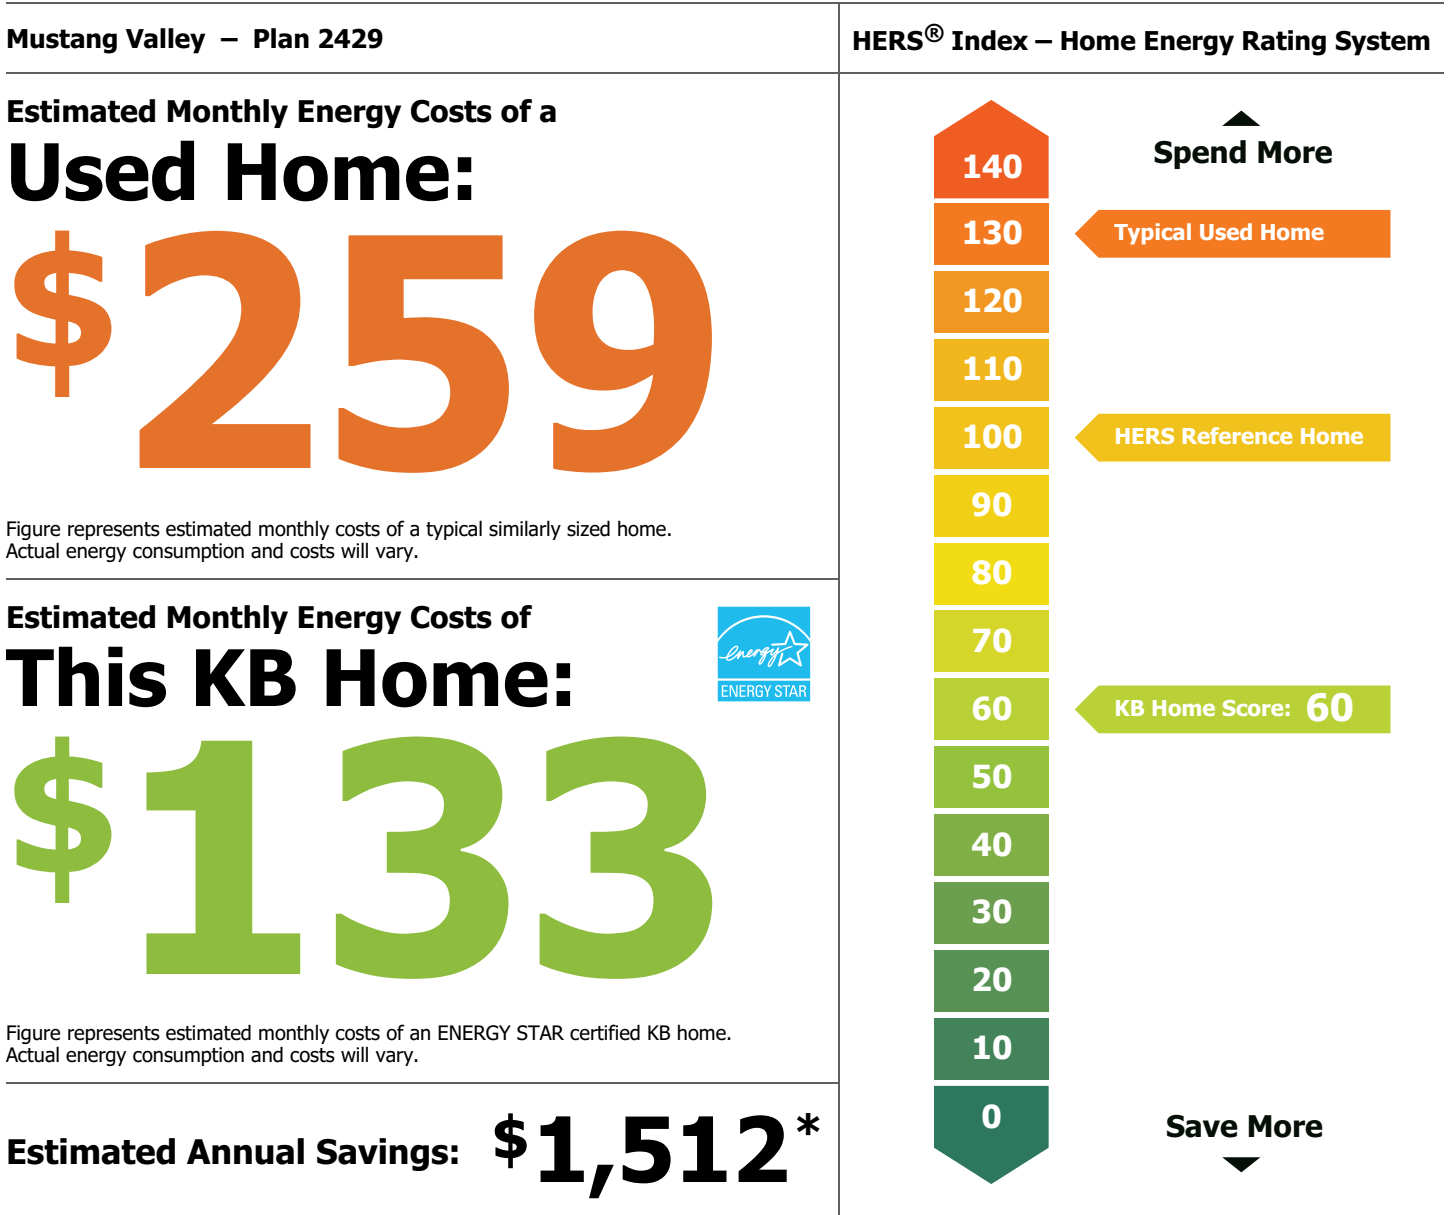 Mustang Valley – Plan 2429
Estimated Monthly Energy Costs of a
Used Home:
$259
Figure represents estimated monthly costs of a typical similarly sized home.
Actual energy consumption and costs will vary.
Estimated Monthly Energy Costs of
This KB Home:
energy
ENERGY STAR
$133
Figure represents estimated monthly costs of an ENERGY STAR certified KB home.
Actual energy consumption and costs will vary.
Estimated Annual Savings: $1,512*
HERS® Index – Home Energy Rating System
Spend More
140
130 Typical Used Home
120
110
100 HERS Reference Home
90
80
70
60 KB Home Score: 60
50
40
30
20
10
0
Save More